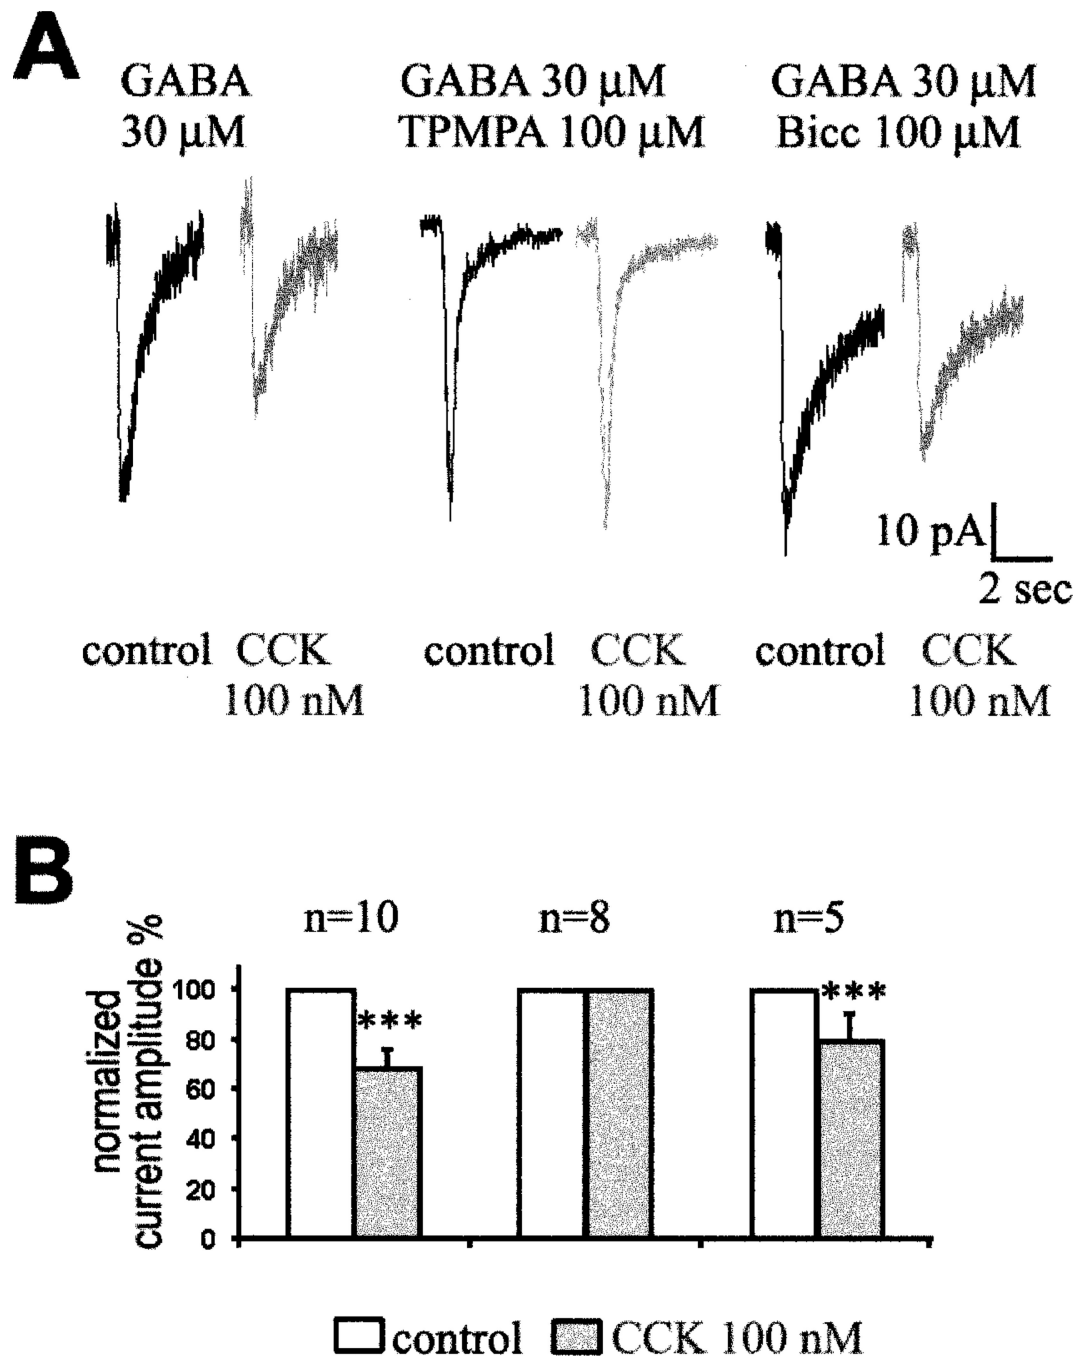 A
GABA
30 μM
GABA 30 μM
TPMPA 100 μM
GABA 30 μM
Bicc 100 μM
10 pA
2 sec
control
CCK
100 nM
control
CCK
100 nM
control
CCK
100 nM
B
n=10
n=8
n=5
normalized
current amplitude %
100
80
60
40
20
0
***
***
control
CCK 100 nM